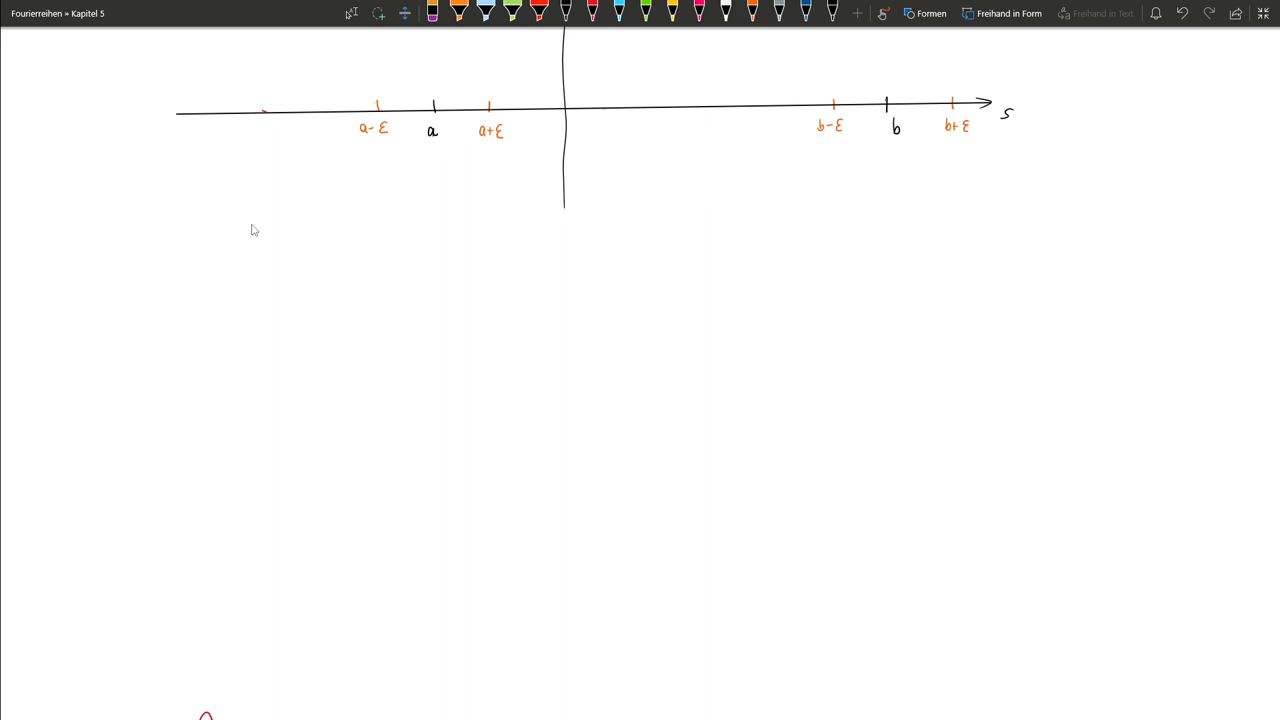 Fourierreihen » Kapitel 5
Formen Freihand in Form Freihand in Text
a-ε a a+ε b-ε b b+ε s